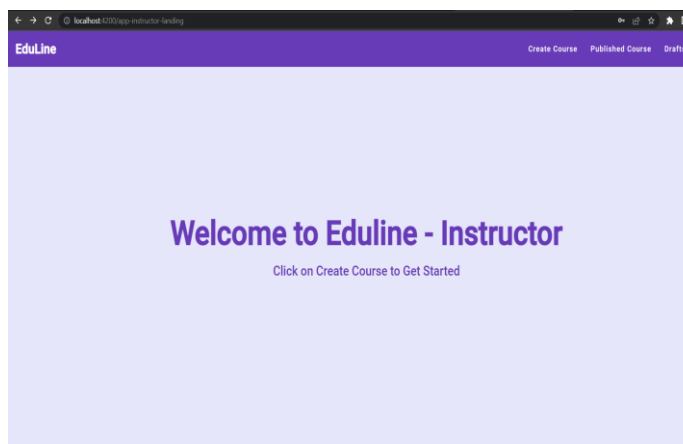 localhost:4200/app-instructor-landing
EduLine
Create Course Published Course Drafts
Welcome to Eduline - Instructor
Click on Create Course to Get Started